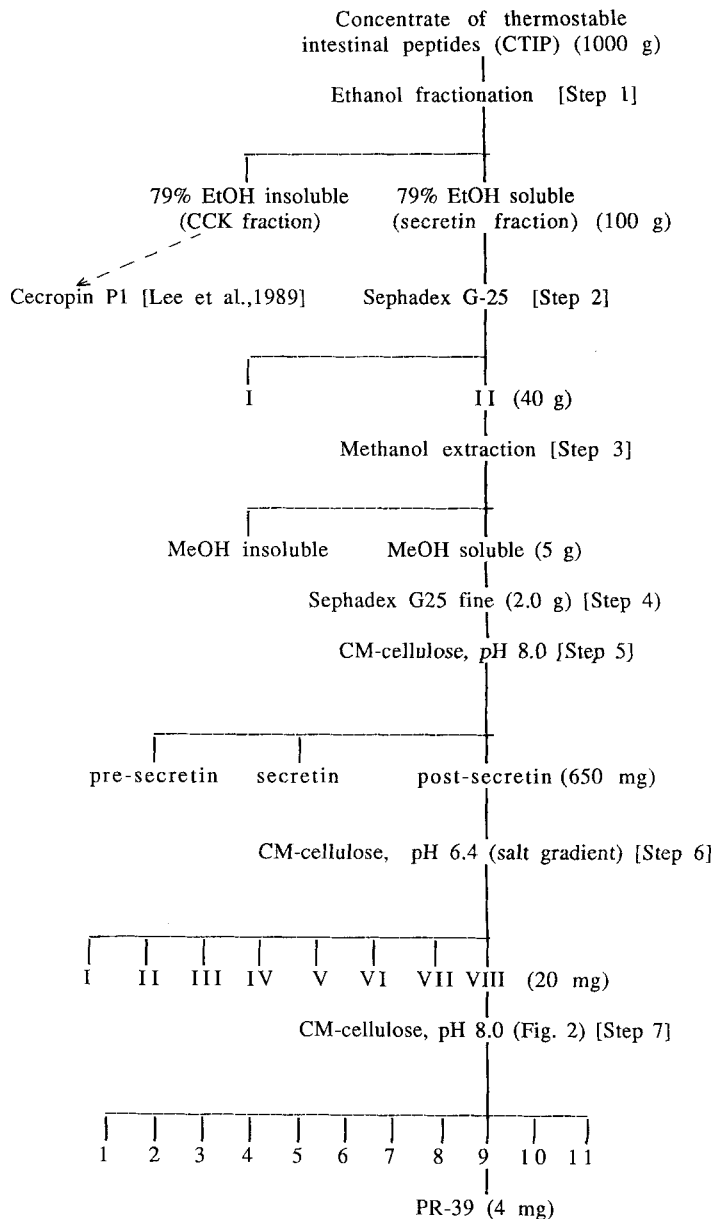 Concentrate of thermostable
intestinal peptides (CTIP) (1000 g)
Ethanol fractionation [Step 1]
79% EtOH insoluble
(CCK fraction)
79% EtOH soluble
(secretin fraction) (100 g)
Cecropin P1 [Lee et al.,1989]
Sephadex G-25 [Step 2]
I
II (40 g)
Methanol extraction [Step 3]
MeOH insoluble
MeOH soluble (5 g)
Sephadex G25 fine (2.0 g) [Step 4)
CM-cellulose, pH 8.0 [Step 5]
pre-secretin
secretin
post-secretin (650 mg)
CM-cellulose, pH 6.4 (salt gradient) [Step 6]
I II III IV V VI VII VIII (20 mg)
CM-cellulose, pH 8.0 (Fig. 2) [Step 7]
1 2 3 4 5 6 7 8 9 10 11
PR-39 (4 mg)